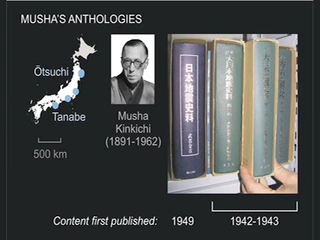 MUSHA'S ANTHOLOGIES
Ōtsuchi
Tanabe
500 km
Musha
Kinkichi
(1891-1962)
日本地震史料
Content first published:
1949
1942-1943